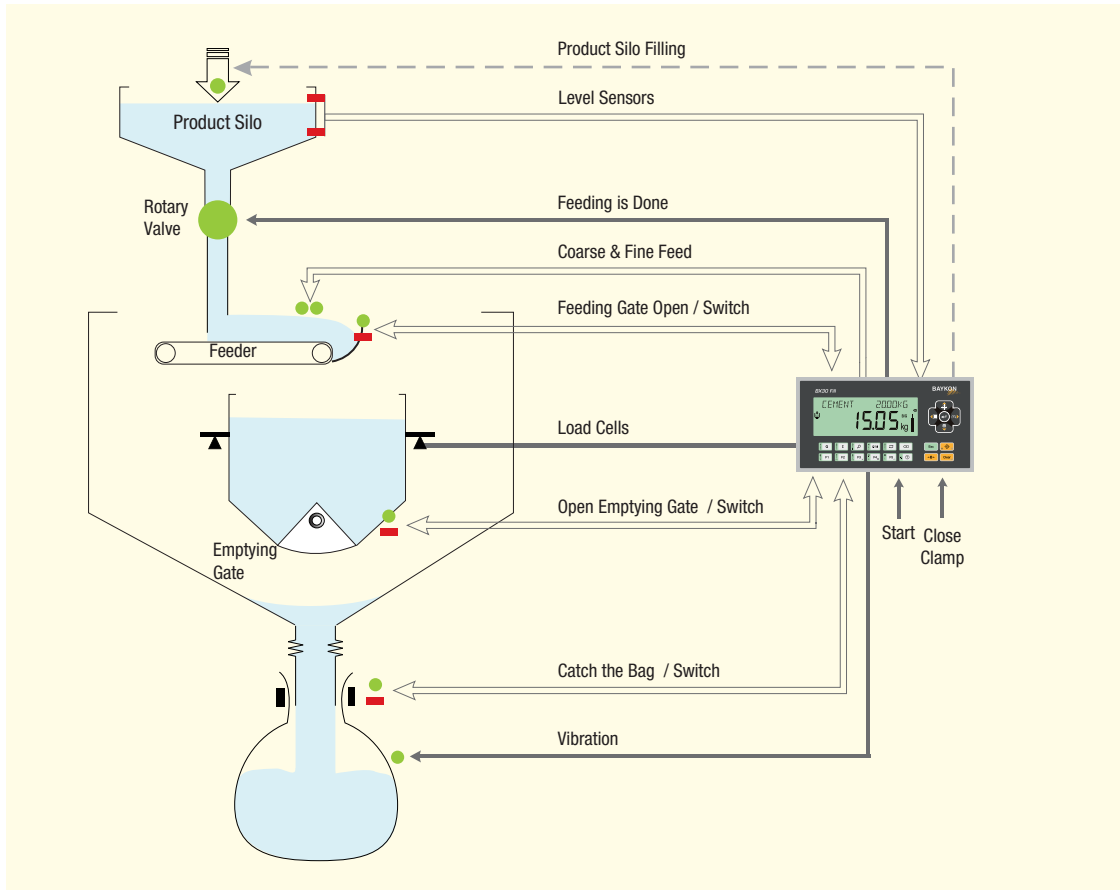 Product Silo Filling
Level Sensors
Product Silo
Rotary
Valve
Feeding is Done
Coarse & Fine Feed
Feeding Gate Open / Switch
Feeder
BX30 Fill
BAYKON
CEMENT 2000KG
15.05 kg
Load Cells
Open Emptying Gate / Switch
Start
Close
Clamp
Emptying
Gate
Catch the Bag / Switch
Vibration